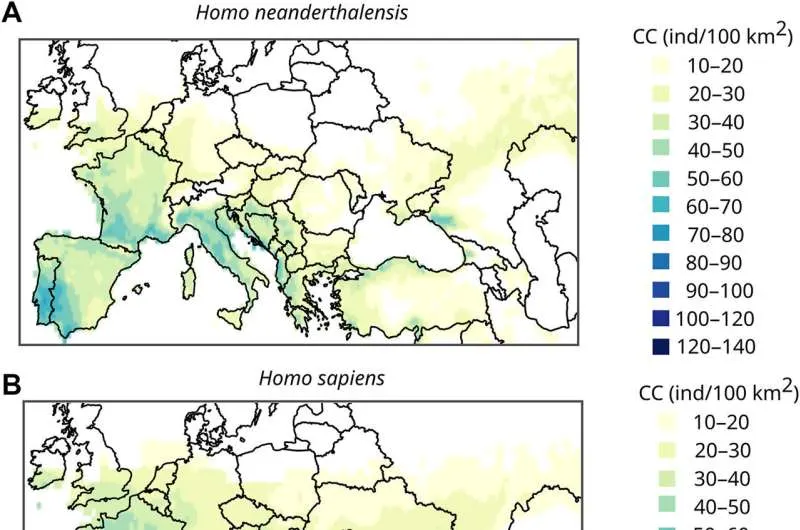 A
Homo neanderthalensis
CC (ind/100 km2)
10–20
20–30
30–40
40–50
50–60
60–70
70–80
80–90
90–100
100–120
120–140
B
Homo sapiens
CC (ind/100 km2)
10–20
20–30
30–40
40–50